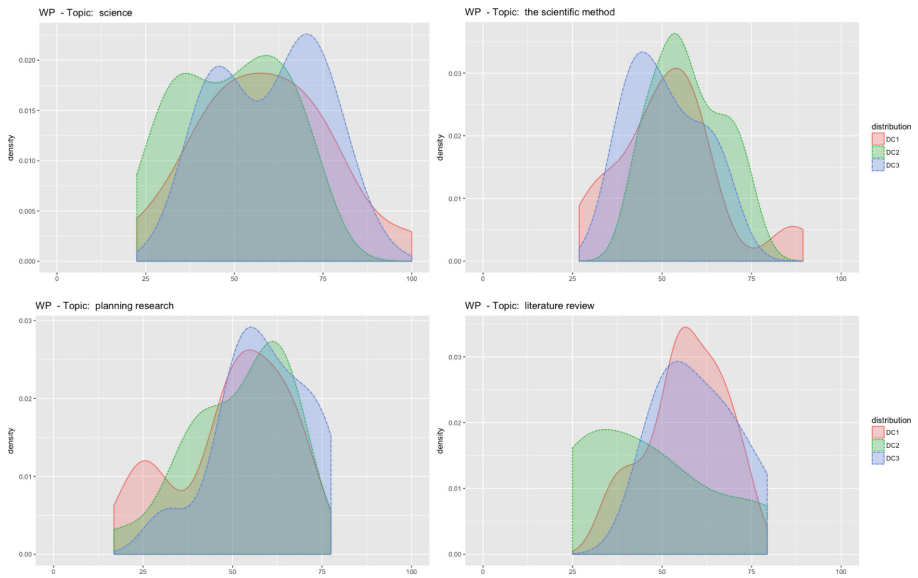 WP - Topic: science
density
0.020
0.015
0.010
0.005
0.000
0
25
50
75
100
WP - Topic: the scientific method
density
0.03
0.02
0.01
0.00
0
25
50
75
100
distribution
DC1
DC2
DC3
WP - Topic: planning research
density
0.03
0.02
0.01
0.00
0
25
50
75
100
WP - Topic: literature review
density
0.03
0.02
0.01
0.00
0
25
50
75
100
distribution
DC1
DC2
DC3